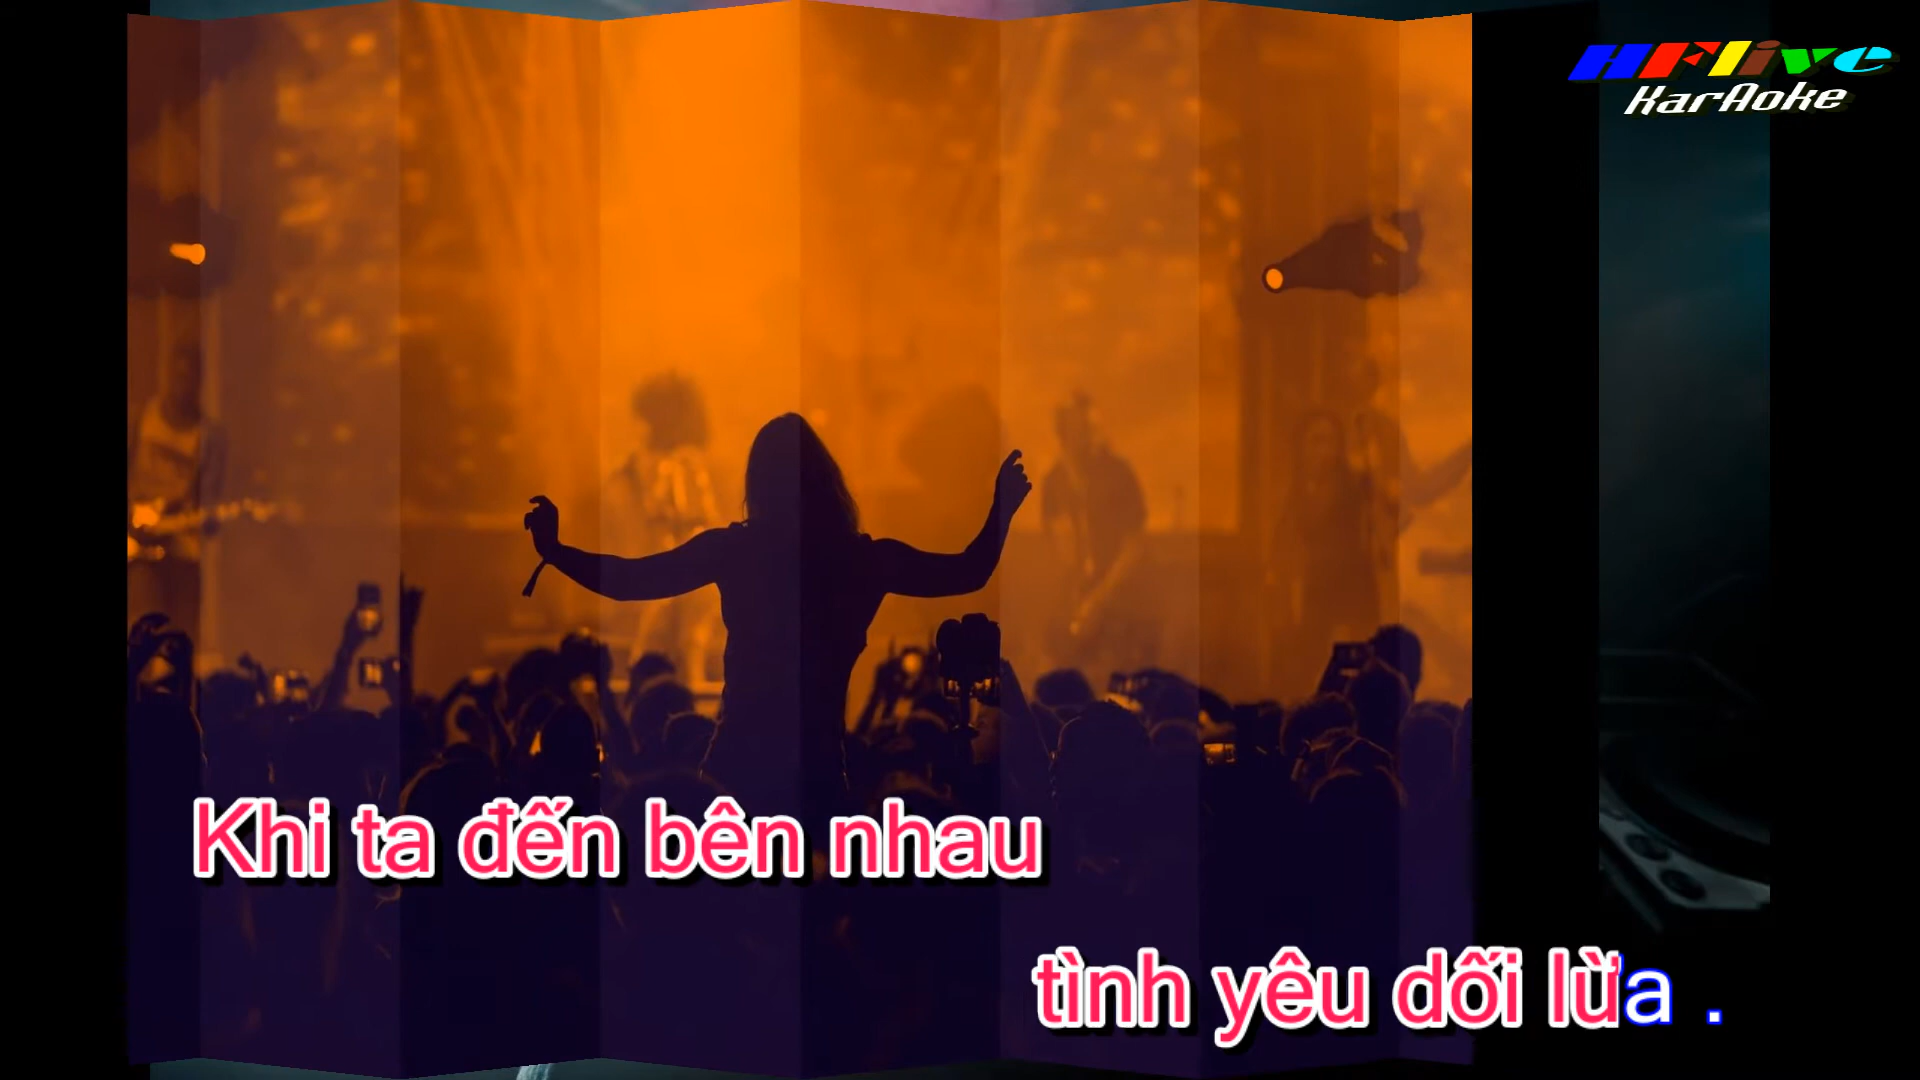 HFlive
KarAoke
Khi ta đến bên nhau
tình yêu dối lừa .